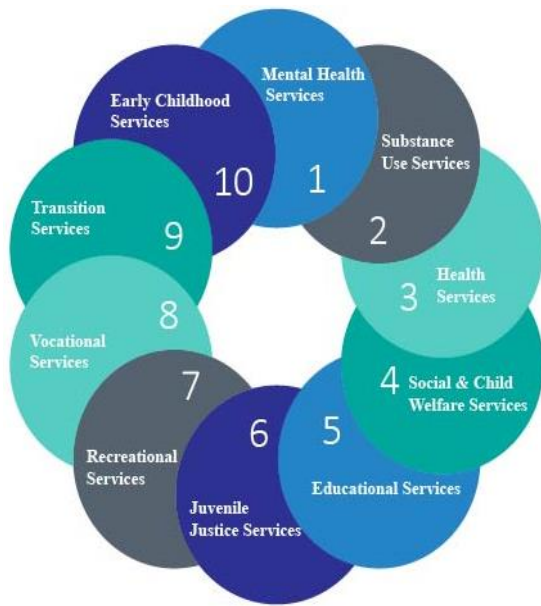 Mental Health
Services
1
Substance
Use Services
2
3
Health
Services
4
Social & Child
Welfare Services
5
Educational Services
6
Juvenile
Justice Services
7
Recreational
Services
8
Vocational
Services
Transition
Services
9
Early Childhood
Services
10